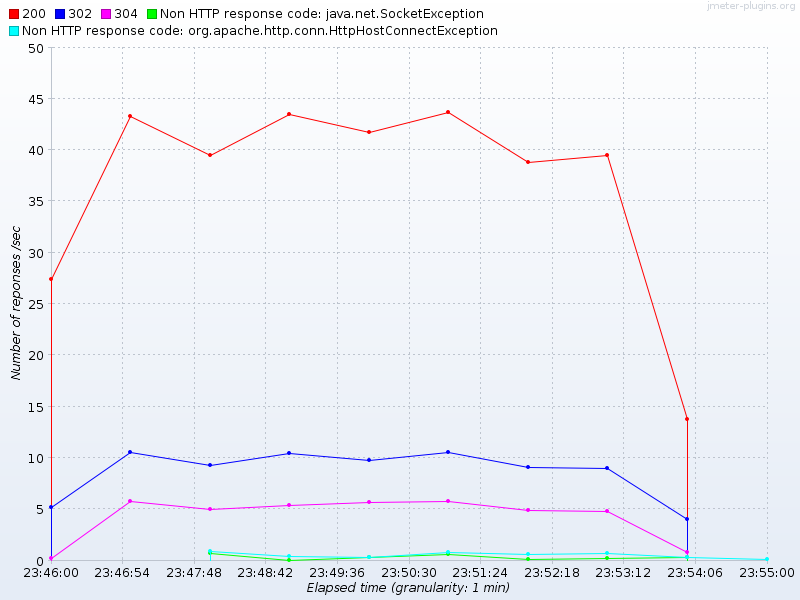 200 302 304 Non HTTP response code: java.net.SocketException
jmeter-plugins.org
Non HTTP response code: org.apache.http.conn.HttpHostConnectException
50
45
40
35
30
25
20
15
10
5
0
Number of reponses /sec
23:46:00 23:46:54 23:47:48 23:48:42 23:49:36 23:50:30 23:51:24 23:52:18 23:53:12 23:54:06 23:55:00
Elapsed time (granularity: 1 min)